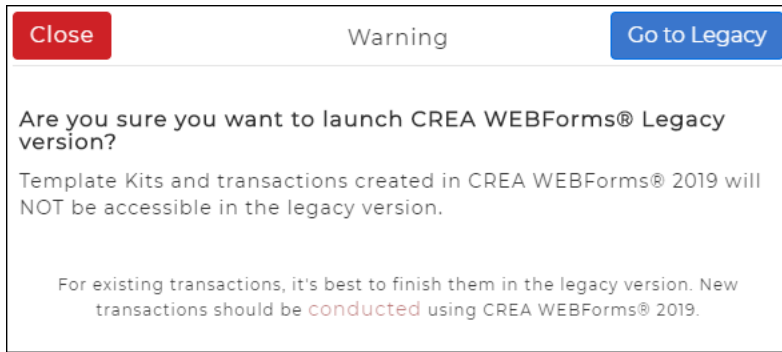 Close Warning Go to Legacy
Are you sure you want to launch CREA WEBForms® Legacy
version?
Template Kits and transactions created in CREA WEBForms® 2019 will
NOT be accessible in the legacy version.
For existing transactions, it's best to finish them in the legacy version. New
transactions should be conducted using CREA WEBForms® 2019.